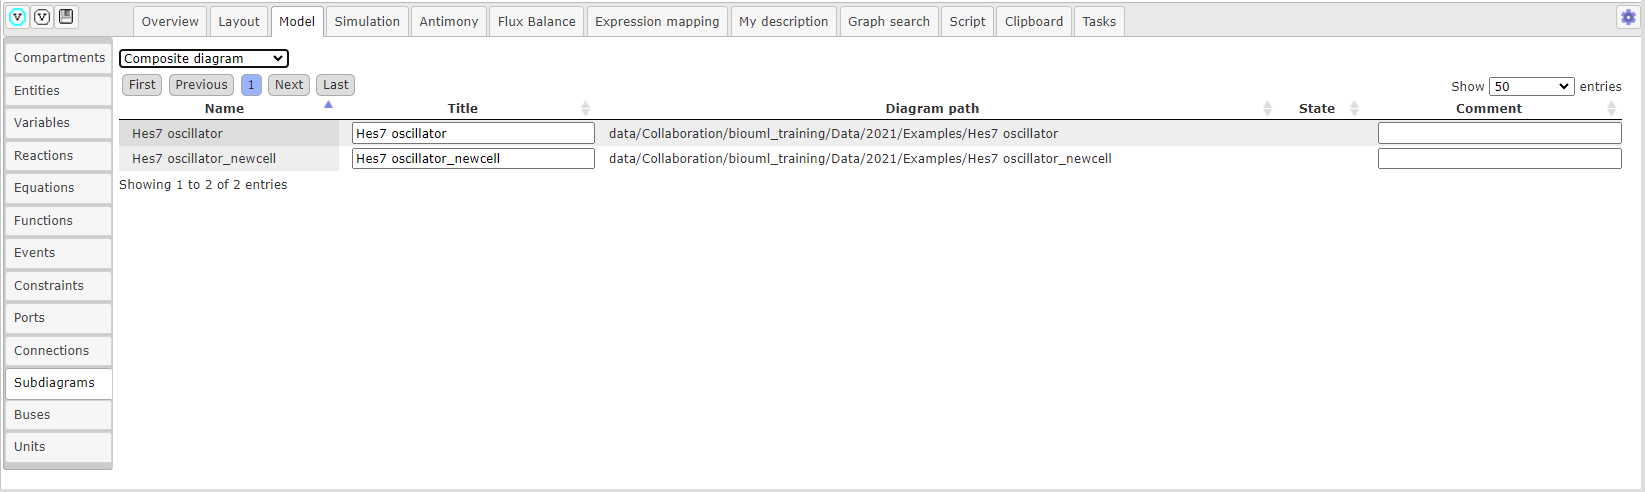 Overview Layout Model Simulation Antimony Flux Balance Expression mapping My description Graph search Script Clipboard Tasks
Compartments
Entities
Variables
Reactions
Equations
Functions
Events
Constraints
Ports
Connections
Subdiagrams
Buses
Units
Composite diagram
First Previous 1 Next Last
Show 50 entries
Name Title Diagram path State Comment
Hes7 oscillator Hes7 oscillator data/Collaboration/biouml_training/Data/2021/Examples/Hes7 oscillator
Hes7 oscillator_newcell Hes7 oscillator_newcell data/Collaboration/biouml_training/Data/2021/Examples/Hes7 oscillator_newcell
Showing 1 to 2 of 2 entries